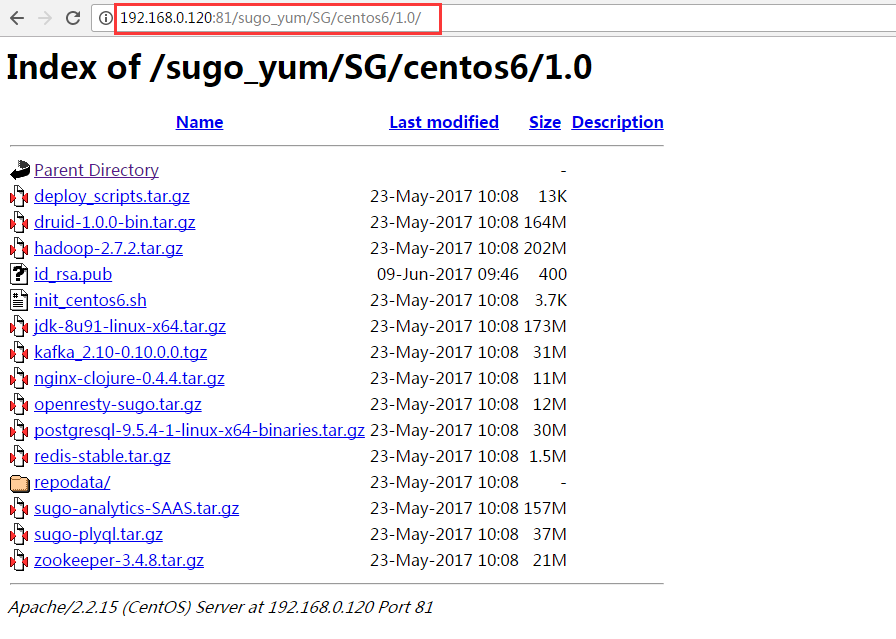 192.168.0.120:81/sugo_yum/SG/centos6/1.0/
Index of /sugo_yum/SG/centos6/1.0
Name Last modified Size Description
Parent Directory -
deploy_scripts.tar.gz 23-May-2017 10:08 13K
druid-1.0.0-bin.tar.gz 23-May-2017 10:08 164M
hadoop-2.7.2.tar.gz 23-May-2017 10:08 202M
id_rsa.pub 09-Jun-2017 09:46 400
init_centos6.sh 23-May-2017 10:08 3.7K
jdk-8u91-linux-x64.tar.gz 23-May-2017 10:08 173M
kafka_2.10-0.10.0.0.tgz 23-May-2017 10:08 31M
nginx-clojure-0.4.4.tar.gz 23-May-2017 10:08 11M
openresty-sugo.tar.gz 23-May-2017 10:08 12M
postgresql-9.5.4-1-linux-x64-binaries.tar.gz 23-May-2017 10:08 30M
redis-stable.tar.gz 23-May-2017 10:08 1.5M
repodata/ 23-May-2017 10:08 -
sugo-analytics-SAAS.tar.gz 23-May-2017 10:08 157M
sugo-plyql.tar.gz 23-May-2017 10:08 37M
zookeeper-3.4.8.tar.gz 23-May-2017 10:08 21M
Apache/2.2.15 (CentOS) Server at 192.168.0.120 Port 81